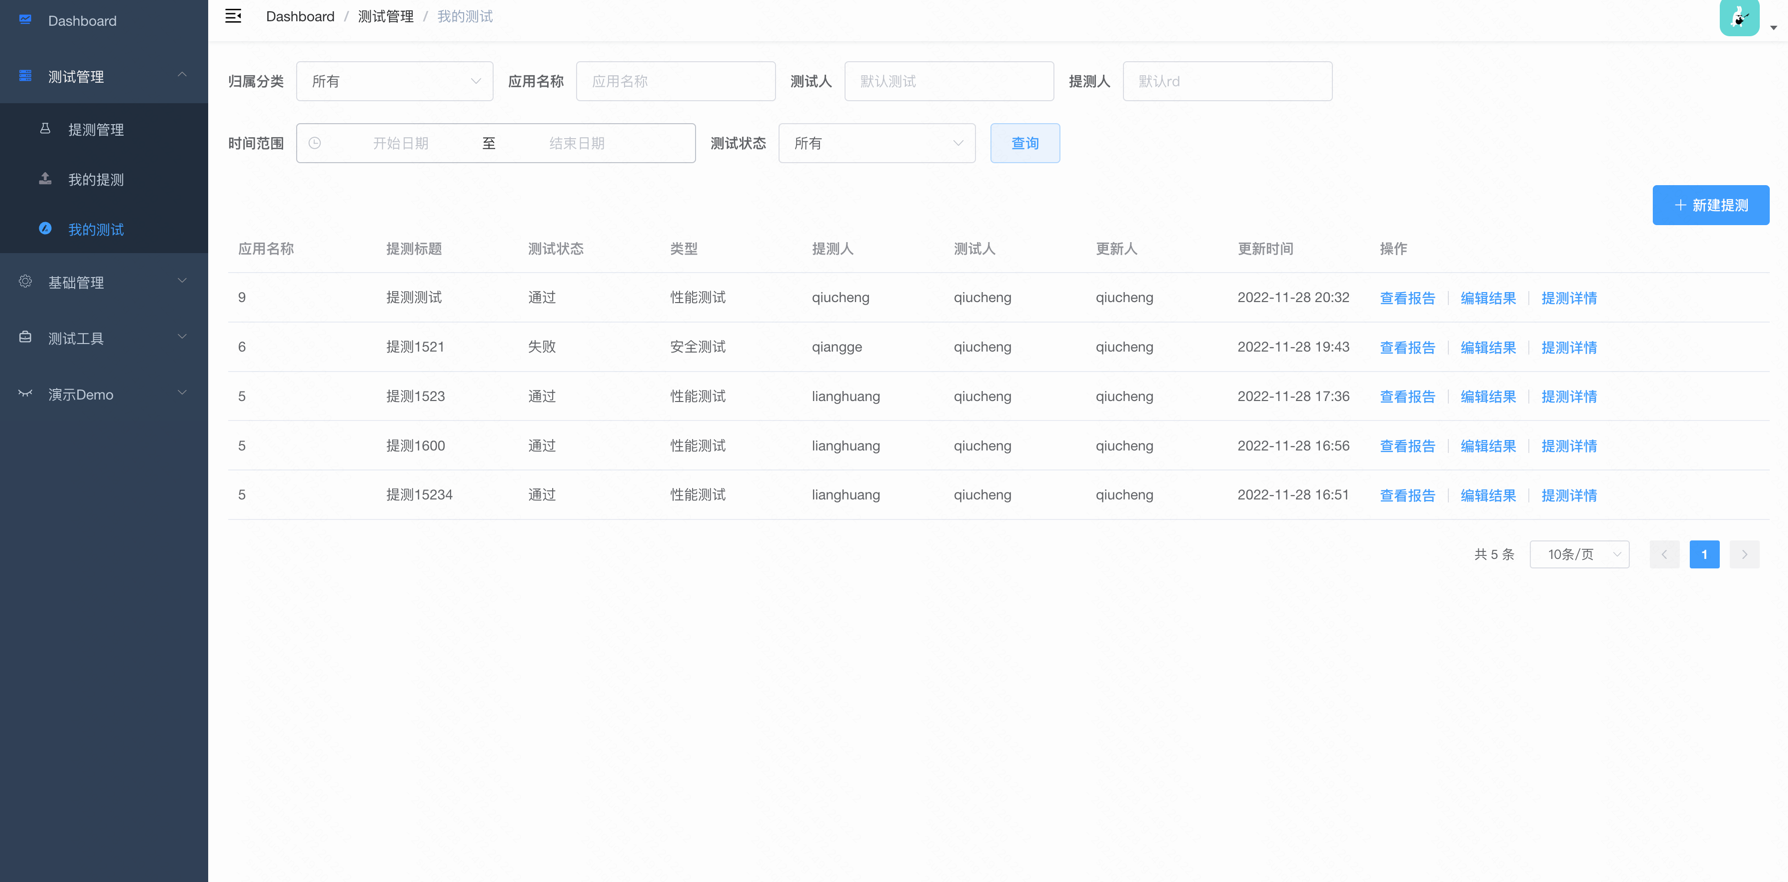 Dashboard
测试管理
提测管理
我的提测
我的测试
基础管理
测试工具
演示Demo
Dashboard / 测试管理 / 我的测试
归属分类 所有 应用名称 应用名称 测试人 默认测试 提测人 默认rd
时间范围 开始日期 至 结束日期 测试状态 所有 查询
新建提测
应用名称 提测标题 测试状态 类型 提测人 测试人 更新人 更新时间 操作
9 提测测试 通过 性能测试 qiucheng qiucheng qiucheng 2022-11-28 20:32 查看报告 编辑结果 提测详情
6 提测1521 失败 安全测试 qiangge qiucheng qiucheng 2022-11-28 19:43 查看报告 编辑结果 提测详情
5 提测1523 通过 性能测试 lianghuang qiucheng qiucheng 2022-11-28 17:36 查看报告 编辑结果 提测详情
5 提测1600 通过 性能测试 lianghuang qiucheng qiucheng 2022-11-28 16:56 查看报告 编辑结果 提测详情
5 提测15234 通过 性能测试 lianghuang qiucheng qiucheng 2022-11-28 16:51 查看报告 编辑结果 提测详情
共 5 条 10条/页 1